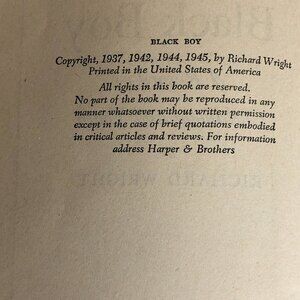 BLACK BOY
Copyright, 1937, 1942, 1944, 1945, by Richard Wright
Printed in the United States of America
All rights in this book are reserved.
No part of the book may be reproduced in any
manner whatsoever without written permission
except in the case of brief quotations embodied
in critical articles and reviews. For information
address Harper & Brothers